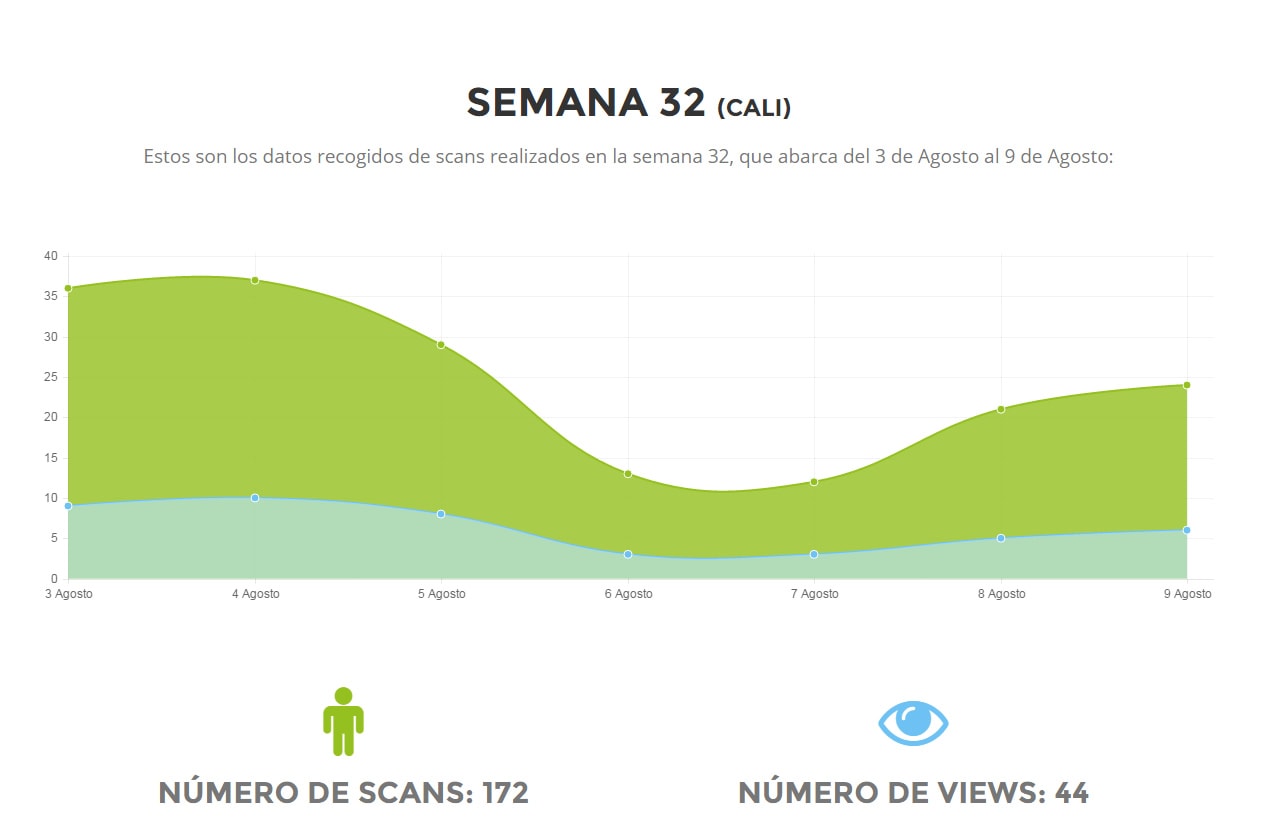 SEMANA 32 (CALI)
Estos son los datos recogidos de scans realizados en la semana 32, que abarca del 3 de Agosto al 9 de Agosto:
40
35
30
25
20
15
10
5
0
3 Agosto 4 Agosto 5 Agosto 6 Agosto 7 Agosto 8 Agosto 9 Agosto
NÚMERO DE SCANS: 172
NÚMERO DE VIEWS: 44